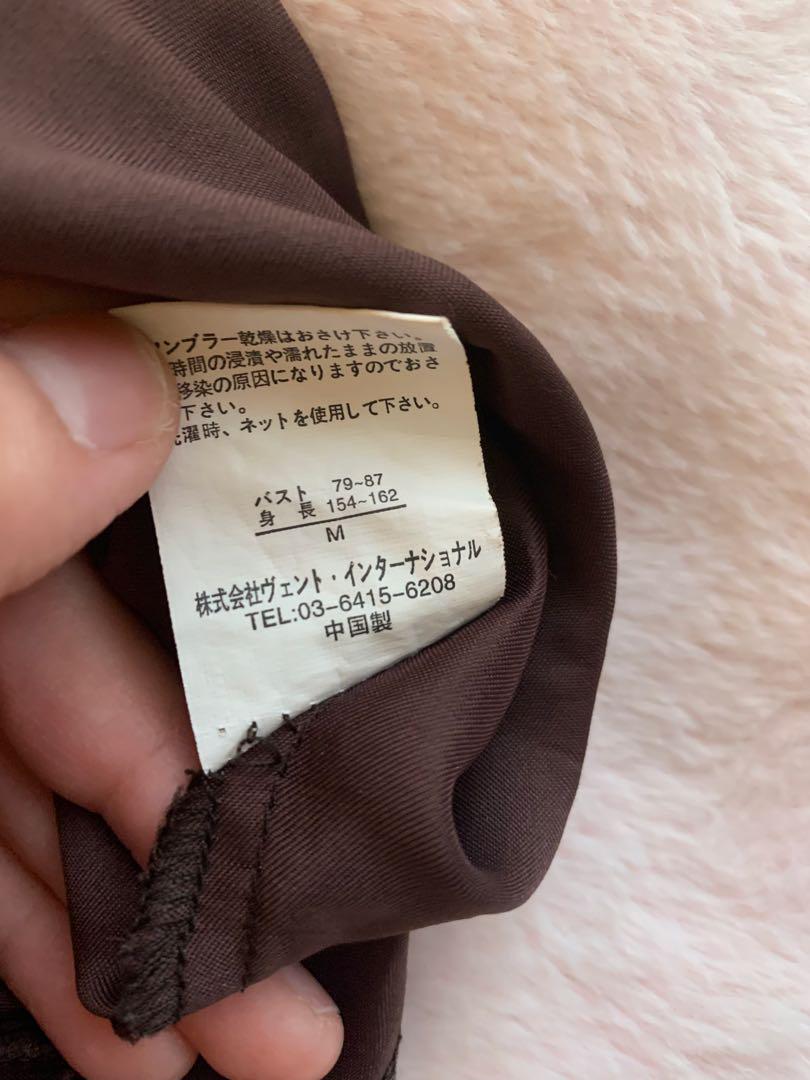 ンブラー乾燥はおさけ下さい。
時間の浸漬や濡れたままの放置
移染の原因になりますのでおさ
下さい。
洗濯時、ネットを使用して下さい。
バスト 79~87
身 長 154~162
M
株式会社ヴェント・インターナショナル
TEL:03-6415-6208
中国製